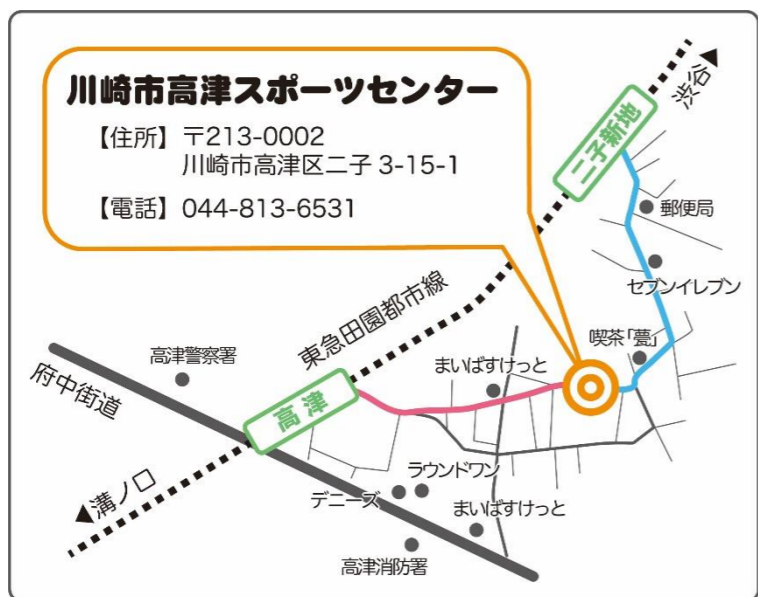 川崎市高津スポーツセンター
【住所】〒213-0002
川崎市高津区二子 3-15-1
【電話】044-813-6531
渋谷
二子新地
郵便局
セブンイレブン
東急田園都市線
喫茶「甍」
まいばすけっと
高津警察署
府中街道
高津
溝ノ口
ラウンドワン
デニーズ
まいばすけっと
高津消防署